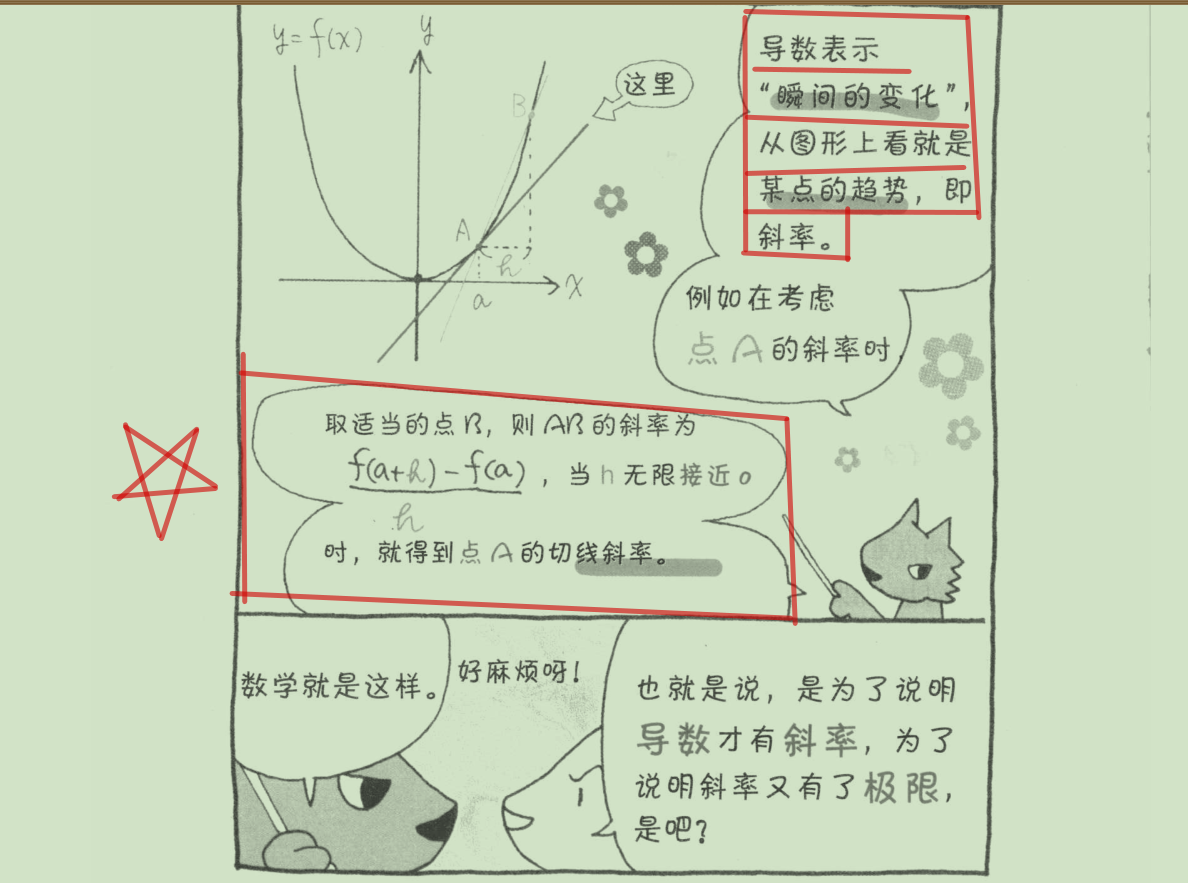 y=f(x)
y
这里
B
A
h
a
x
导数表示
“瞬间的变化”，
从图形上看就是
某点的趋势，即
斜率。
例如在考虑
点A的斜率时，
取适当的点B，则AB的斜率为
f(a+h)-f(a)，当h无限接近0
h
时，就得到点A的切线斜率。
数学就是这样。
好麻烦呀！
也就是说，是为了说明
导数才有斜率，为了
说明斜率又有了极限，
是吧？